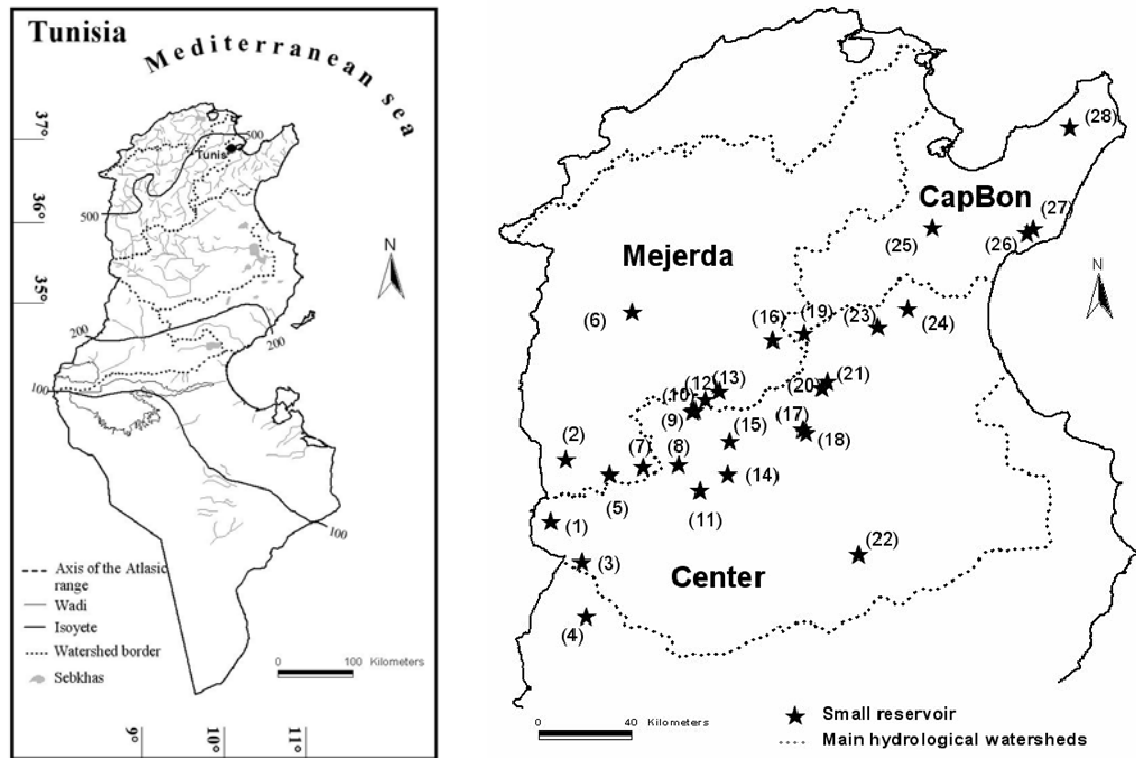 Tunisia
Mediterranean sea
37°
36°
35°
500
Tunis
500
N
200
200
100
100
Axis of the Atlasic
range
Wadi
Isoyete
Watershed border
Sebkhas
0 100 Kilometers
9° 10° 11°
(28)
CapBon
(27)
(25)
(26)
Mejerda
N
(6)
(16)
(19)
(23)
(24)
(12)
(13)
(10)
(20)
(21)
(9)
(15)
(17)
(18)
(2)
(7)
(8)
(14)
(5)
(11)
(1)
(3)
Center
(22)
(4)
0 40 Kilometers
Small reservoir
Main hydrological watersheds